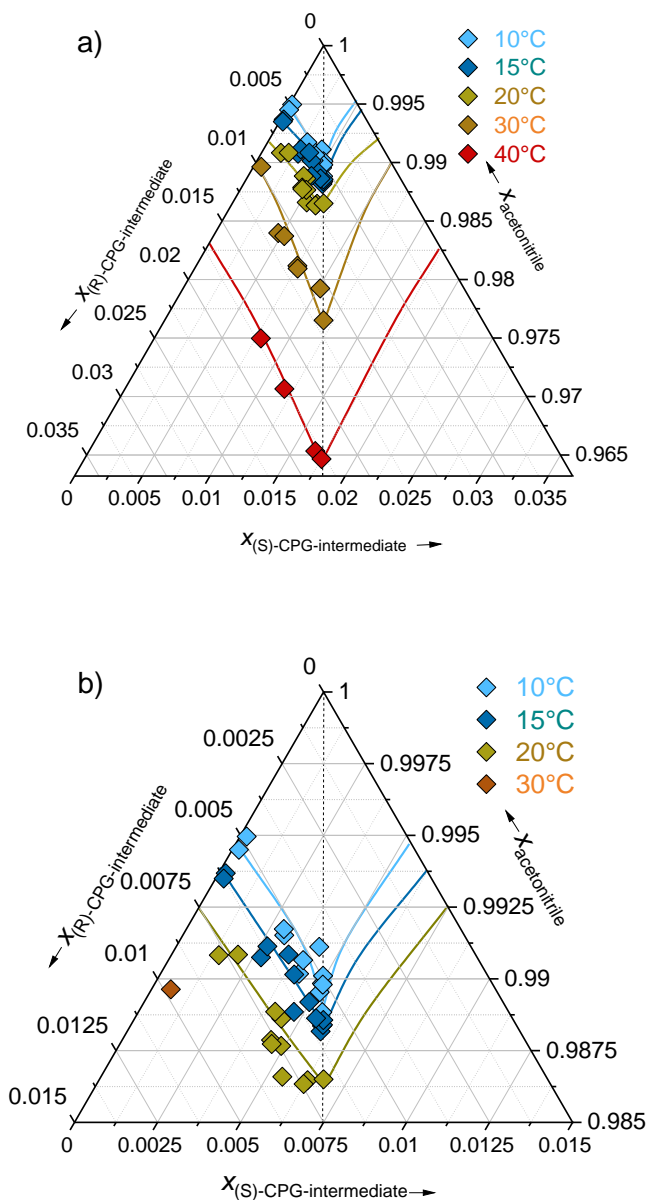 a)
0
1
10°C
15°C
20°C
30°C
40°C
0.005
0.01
0.015
0.02
0.025
0.03
0.035
x(R)-CPG-intermediate
0.995
0.99
0.985
0.98
0.975
0.97
0.965
xacetonitrile
0 0.005 0.01 0.015 0.02 0.025 0.03 0.035
x(S)-CPG-intermediate
b)
0
1
10°C
15°C
20°C
30°C
0.0025
0.005
0.0075
0.01
0.0125
0.015
x(R)-CPG-intermediate
0.9975
0.995
0.9925
0.99
0.9875
0.985
xacetonitrile
0 0.0025 0.005 0.0075 0.01 0.0125 0.015
x(S)-CPG-intermediate